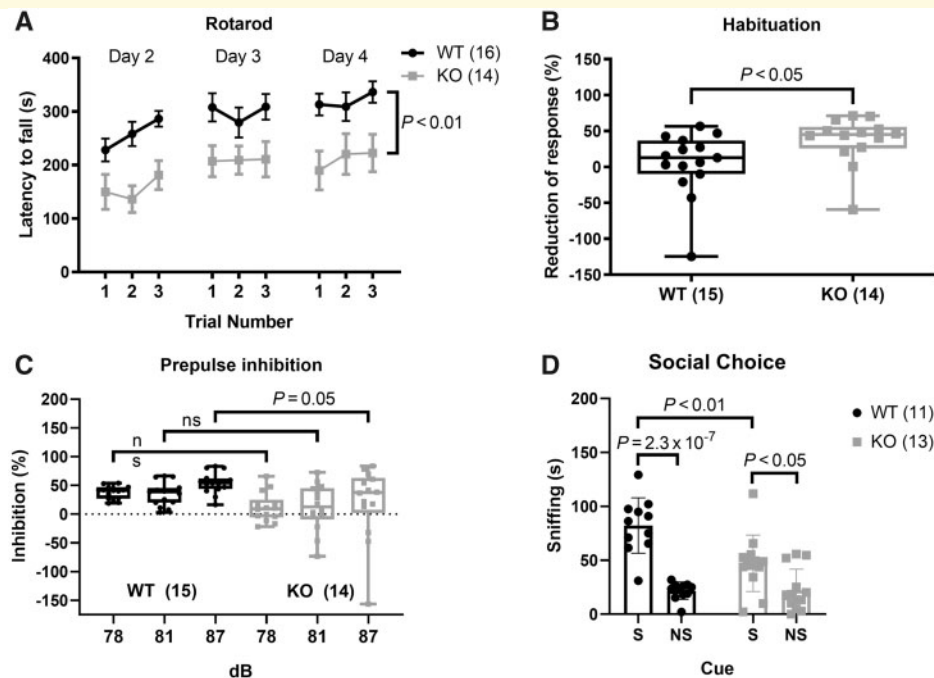 A
Rotarod
Day 2 Day 3 Day 4
WT (16)
KO (14)
P < 0.01
Latency to fall (s)
400
300
200
100
0
1 2 3 1 2 3 1 2 3
Trial Number
B
Habituation
P < 0.05
Reduction of response (%)
150
100
50
0
-50
-100
-150
WT (15) KO (14)
C
Prepulse inhibition
P = 0.05
ns
n
s
Inhibition (%)
200
150
100
50
0
-50
-100
-150
WT (15) KO (14)
78 81 87 78 81 87
dB
D
Social Choice
WT (11)
KO (13)
P < 0.01
P = 2.3 x 10-7
P < 0.05
Sniffing (s)
200
150
100
50
0
S NS S NS
Cue